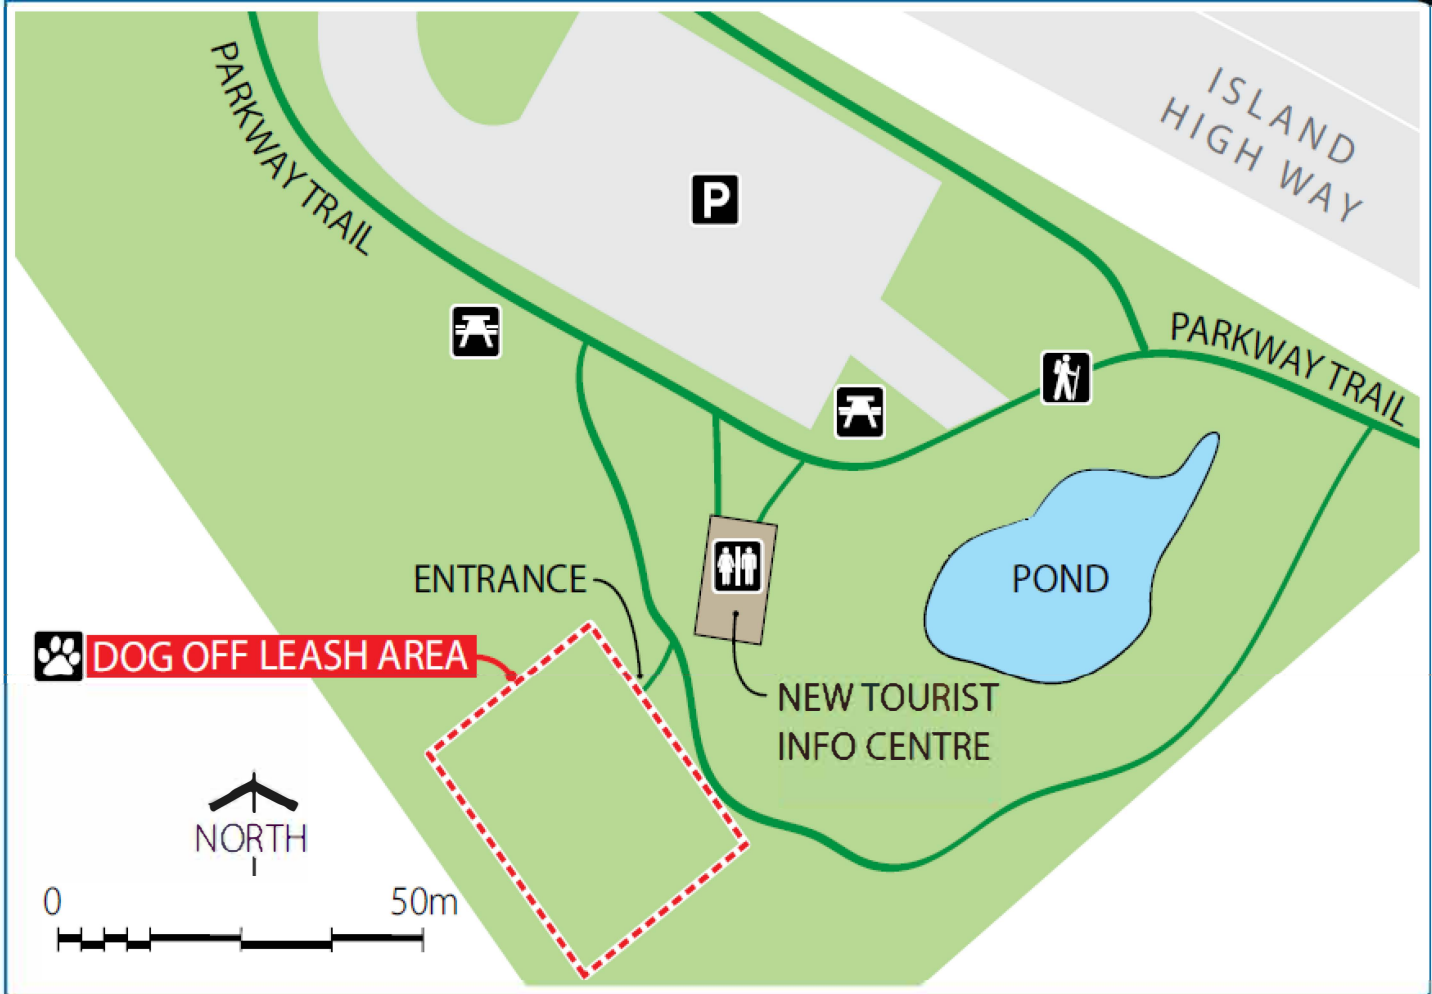 ISLAND
HIGH WAY
PARKWAY TRAIL
P
PARKWAY TRAIL
ENTRANCE
POND
DOG OFF LEASH AREA
NEW TOURIST
INFO CENTRE
NORTH
0 50m